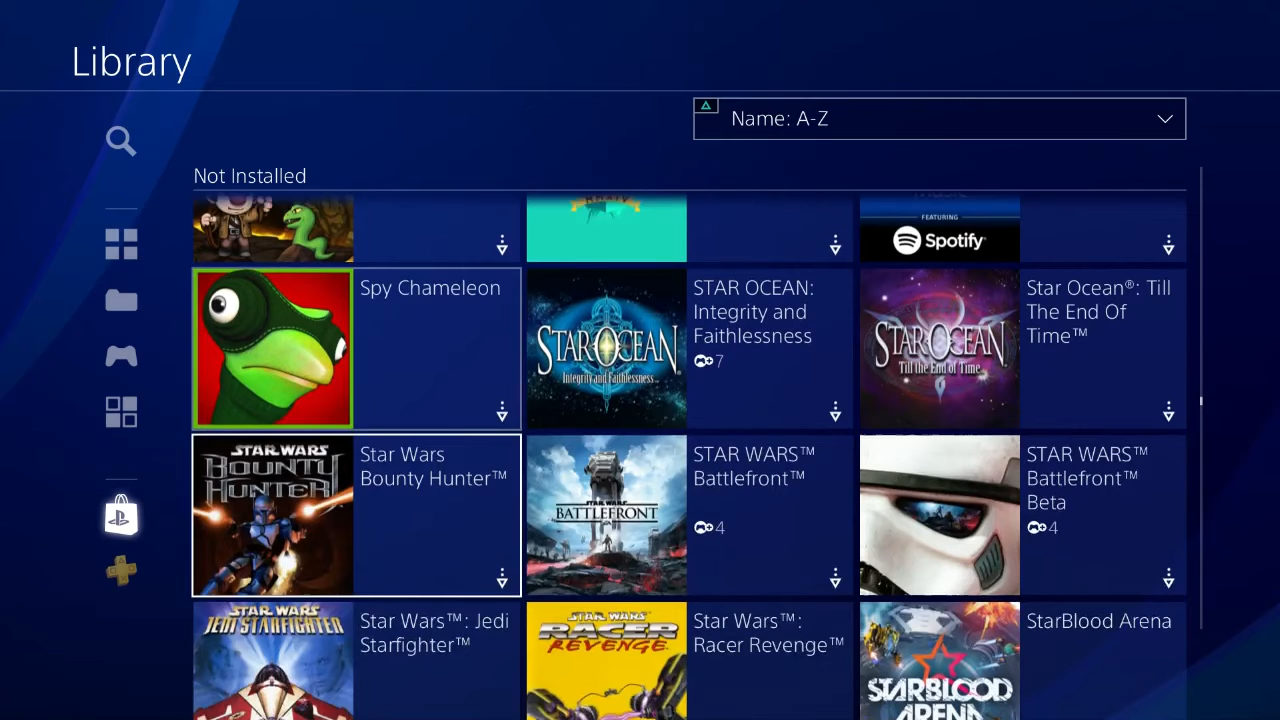 Library
Name: A-Z
Not Installed
FEATURING
Spotify
Spy Chameleon
STAR OCEAN
Integrity and Faithlessness
STAR OCEAN:
Integrity and
Faithlessness
7
STAR OCEAN
Till the End of Time
Star Ocean®: Till
The End Of
Time™
STAR WARS
BOUNTY
HUNTER
Star Wars
Bounty Hunter™
STAR WARS
BATTLEFRONT
STAR WARS™
Battlefront™
4
STAR WARS™
Battlefront™
Beta
4
STAR WARS
JEDI STARFIGHTER
Star Wars™: Jedi
Starfighter™
STAR WARS
RACER
REVENGE
Star Wars™:
Racer Revenge™
STARBLOOD
ARENA
StarBlood Arena